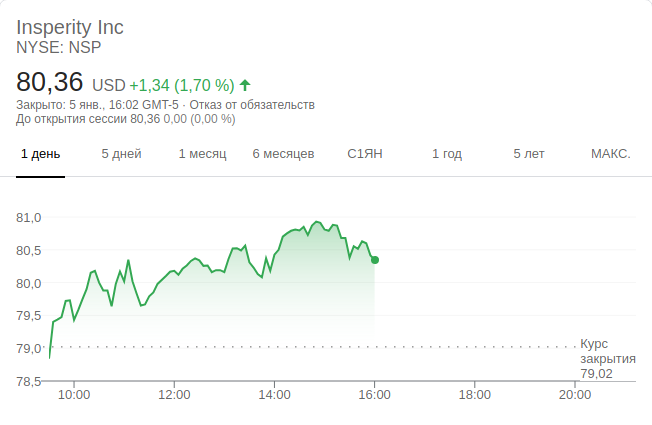 Insperity Inc
NYSE: NSP
80,36 USD +1,34 (1,70 %)
Закрыто: 5 янв., 16:02 GMT-5 · Отказ от обязательств
До открытия сессии 80,36 0,00 (0,00 %)
1 день 5 дней 1 месяц 6 месяцев С1ЯН 1 год 5 лет МАКС.
81,0
80,5
80,0
79,5
79,0
78,5
Курс
закрытия
79,02
10:00 12:00 14:00 16:00 18:00 20:00